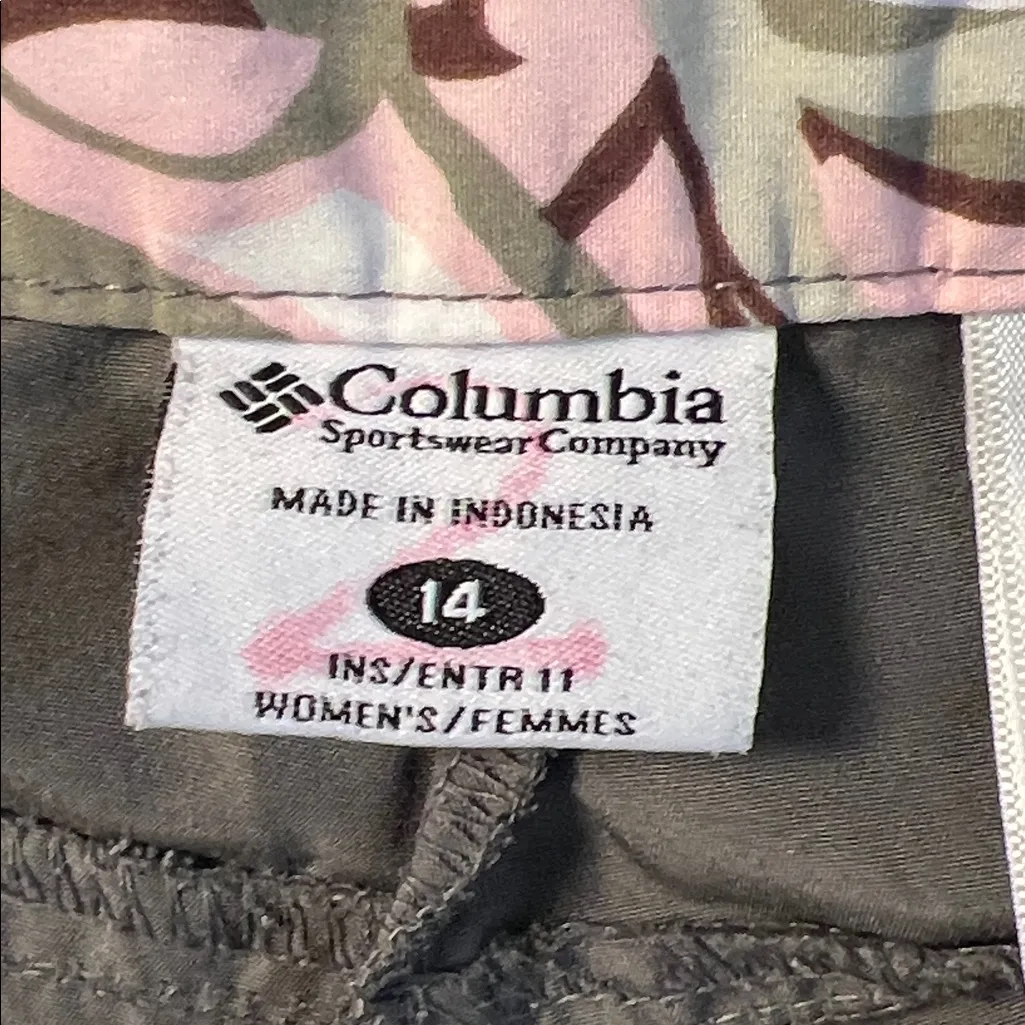 Columbia
Sportswear Company
MADE IN INDONESIA
14
INS/ENTR 11
WOMEN'S/FEMMES